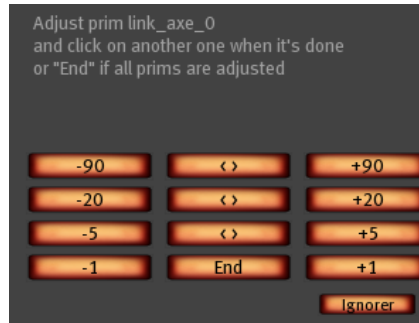 Adjust prim link_axe_0
and click on another one when it's done
or "End" if all prims are adjusted
-90 <> +90
-20 <> +20
-5 <> +5
-1 End +1
Ignorer